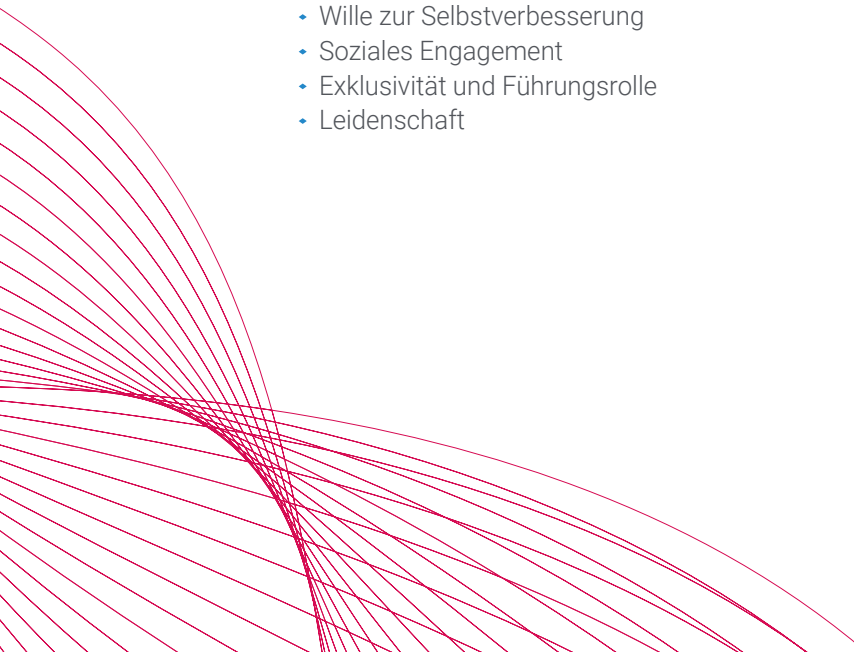 Wille zur Selbstverbesserung
Soziales Engagement
Exklusivität und Führungsrolle
Leidenschaft